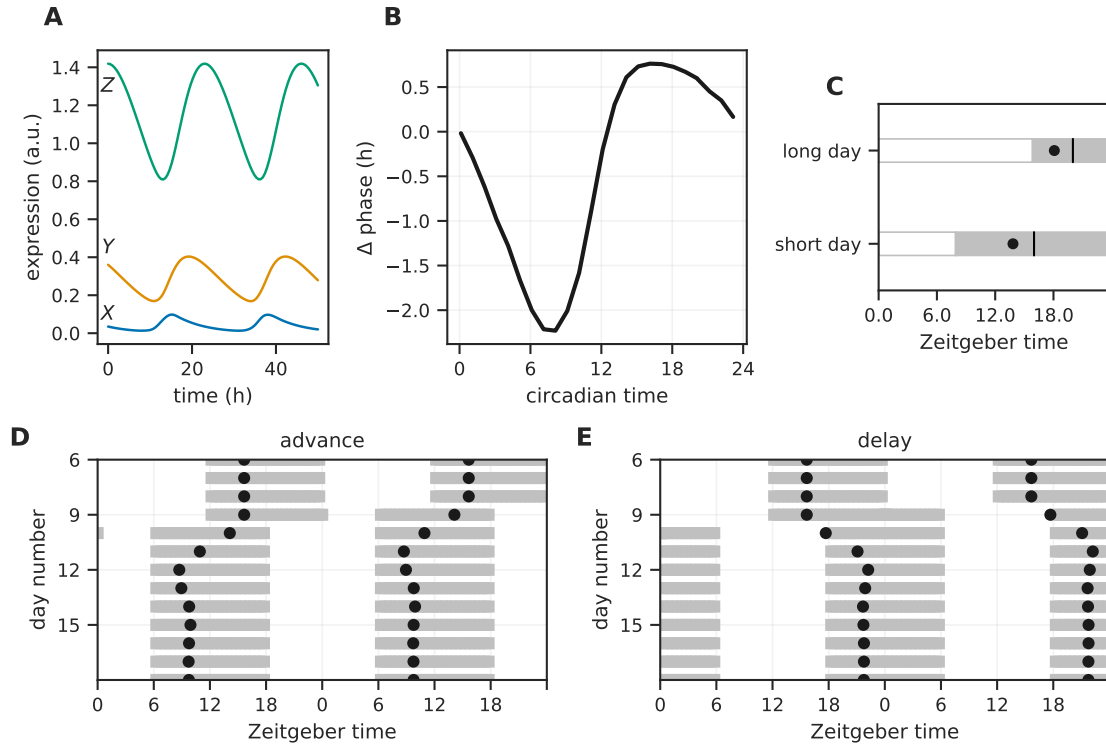 A
expression (a.u.)
1.4
1.2
1.0
0.8
0.6
0.4
0.2
0.0
Z
Y
X
0 20 40
time (h)
B
Δ phase (h)
0.5
0.0
−0.5
−1.0
−1.5
−2.0
0 6 12 18 24
circadian time
C
long day
short day
0.0 6.0 12.0 18.0
Zeitgeber time
D
advance
day number
6
9
12
15
0 6 12 18 0 6 12 18
Zeitgeber time
E
delay
day number
6
9
12
15
0 6 12 18 0 6 12 18
Zeitgeber time